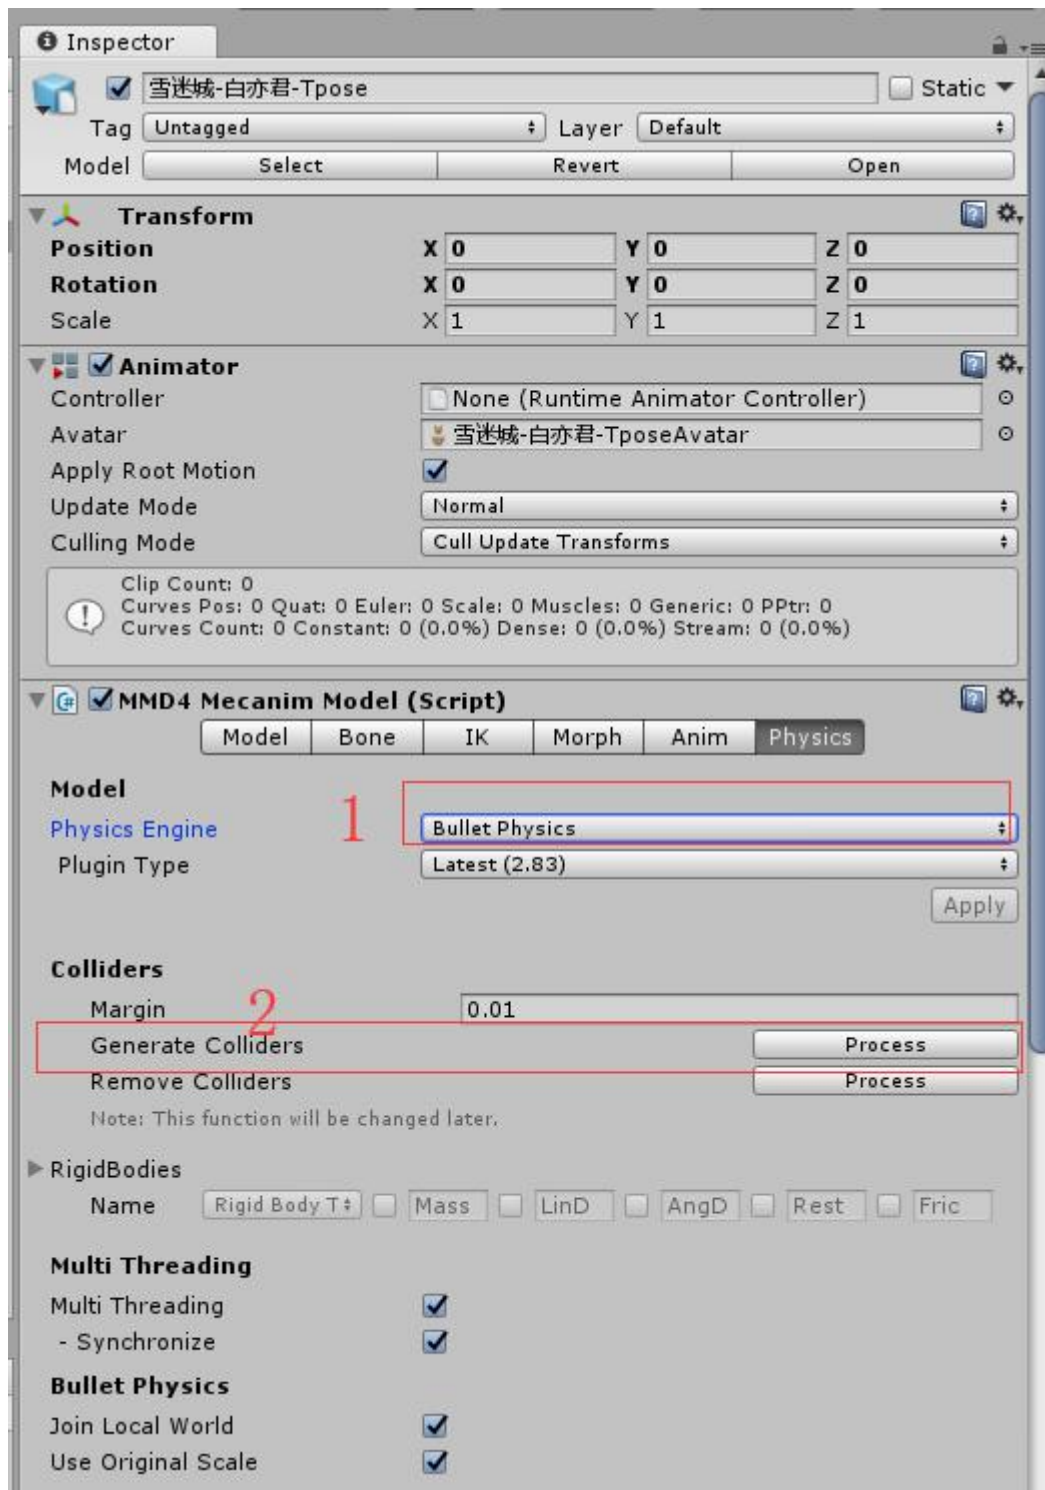 Inspector
雪迷城-白亦君-Tpose Static
Tag Untagged Layer Default
Model Select Revert Open
Transform
Position X 0 Y 0 Z 0
Rotation X 0 Y 0 Z 0
Scale X 1 Y 1 Z 1
Animator
Controller None (Runtime Animator Controller)
Avatar 雪迷城-白亦君-TposeAvatar
Apply Root Motion
Update Mode Normal
Culling Mode Cull Update Transforms
Clip Count: 0
Curves Pos: 0 Quat: 0 Euler: 0 Scale: 0 Muscles: 0 Generic: 0 PPtr: 0
Curves Count: 0 Constant: 0 (0.0%) Dense: 0 (0.0%) Stream: 0 (0.0%)
MMD4 Mecanim Model (Script)
Model Bone IK Morph Anim Physics
Model
1
Physics Engine Bullet Physics
Plugin Type Latest (2.83)
Apply
Colliders
2
Margin 0.01
Generate Colliders Process
Remove Colliders Process
Note: This function will be changed later.
RigidBodies
Name Rigid Body T Mass LinD AngD Rest Fric
Multi Threading
Multi Threading
- Synchronize
Bullet Physics
Join Local World
Use Original Scale